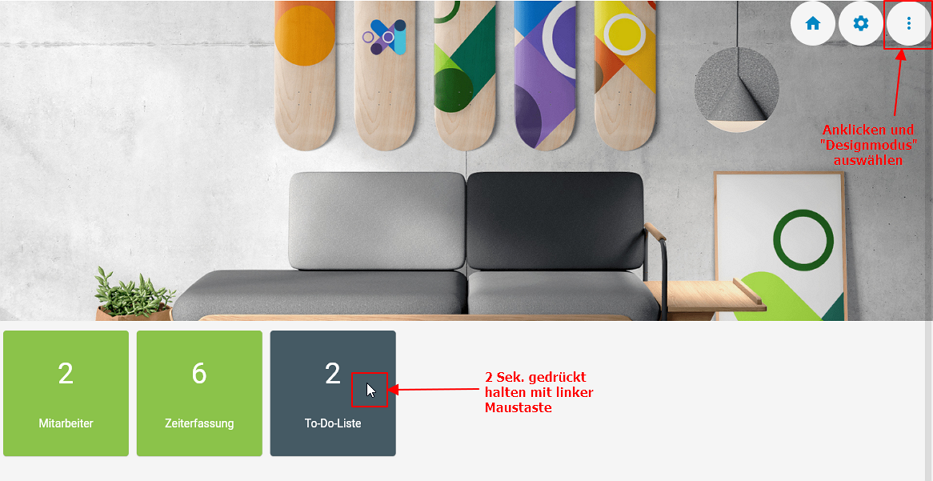 Anklicken und
"Designmodus"
auswählen
2
Mitarbeiter
6
Zeiterfassung
2
To-Do-Liste
2 Sek. gedrückt
halten mit linker
Maustaste